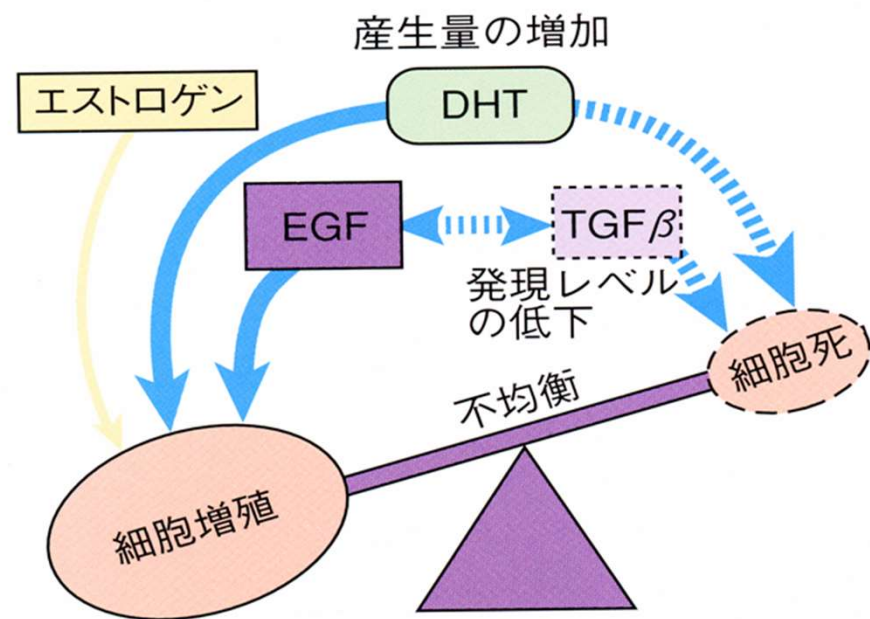 産生量の増加
エストロゲン
DHT
EGF
TGFβ
発現レベル
の低下
細胞死
不均衡
細胞増殖